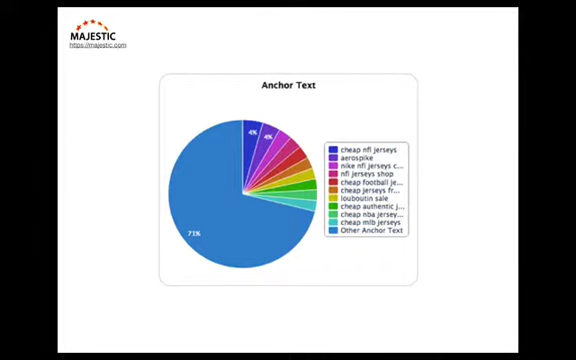 MAJESTIC
https://majestic.com
Anchor Text
4%
4%
71%
cheap nfl jerseys
aerospike
nike nfl jerseys c...
nfl jerseys shop
cheap football je...
cheap jerseys fr...
louboutin sale
cheap authentic j...
cheap nba jersey...
cheap mlb jerseys
Other Anchor Text